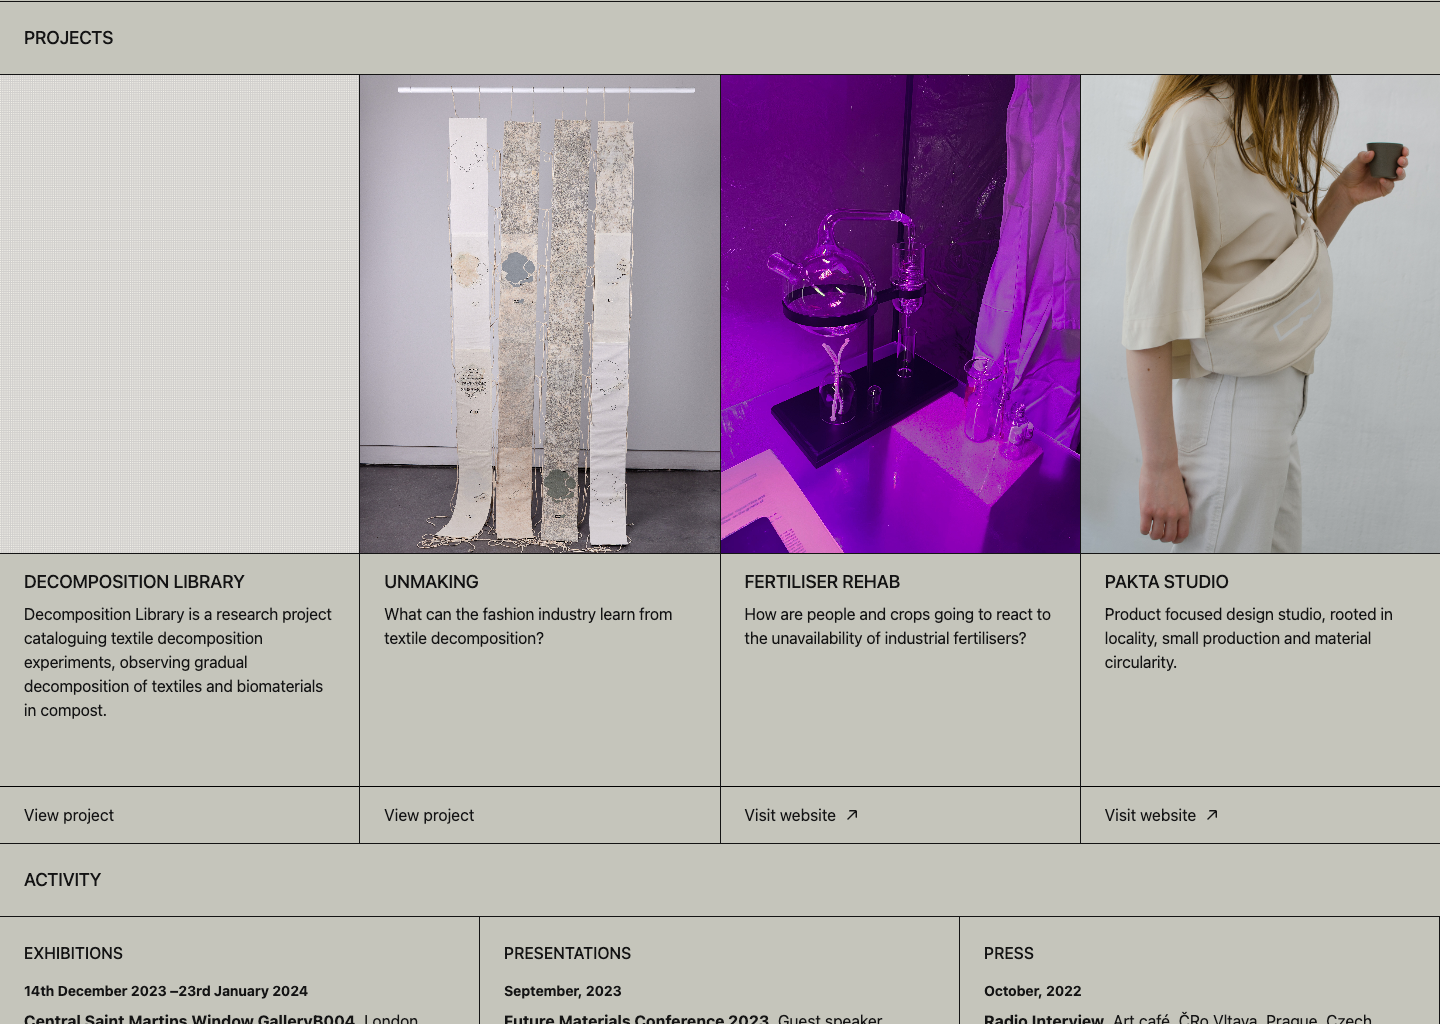 PROJECTS
DECOMPOSITION LIBRARY
Decomposition Library is a research project
cataloguing textile decomposition
experiments, observing gradual
decomposition of textiles and biomaterials
in compost.
View project
UNMAKING
What can the fashion industry learn from
textile decomposition?
View project
FERTILISER REHAB
How are people and crops going to react to
the unavailability of industrial fertilisers?
Visit website ↗
PAKTA STUDIO
Product focused design studio, rooted in
locality, small production and material
circularity.
Visit website ↗
ACTIVITY
EXHIBITIONS
14th December 2023 –23rd January 2024
Central Saint Martins Window GalleryB004, London,
PRESENTATIONS
September, 2023
Future Materials Conference 2023, Guest speaker,
PRESS
October, 2022
Radio Interview, Art café, ČRo Vltava, Prague, Czech